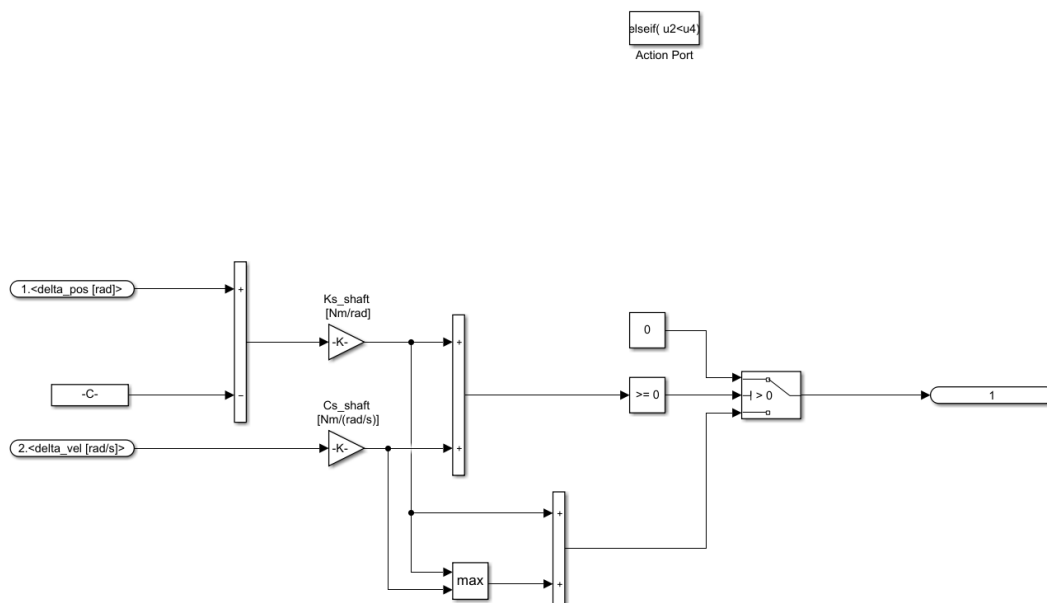 elseif( u2<u4)
Action Port
1.<delta_pos [rad]>
+
−
-C-
Ks_shaft
[Nm/rad]
-K-
+
+
0
>= 0
> 0
1
Cs_shaft
[Nm/(rad/s)]
-K-
2.<delta_vel [rad/s]>
+
+
max